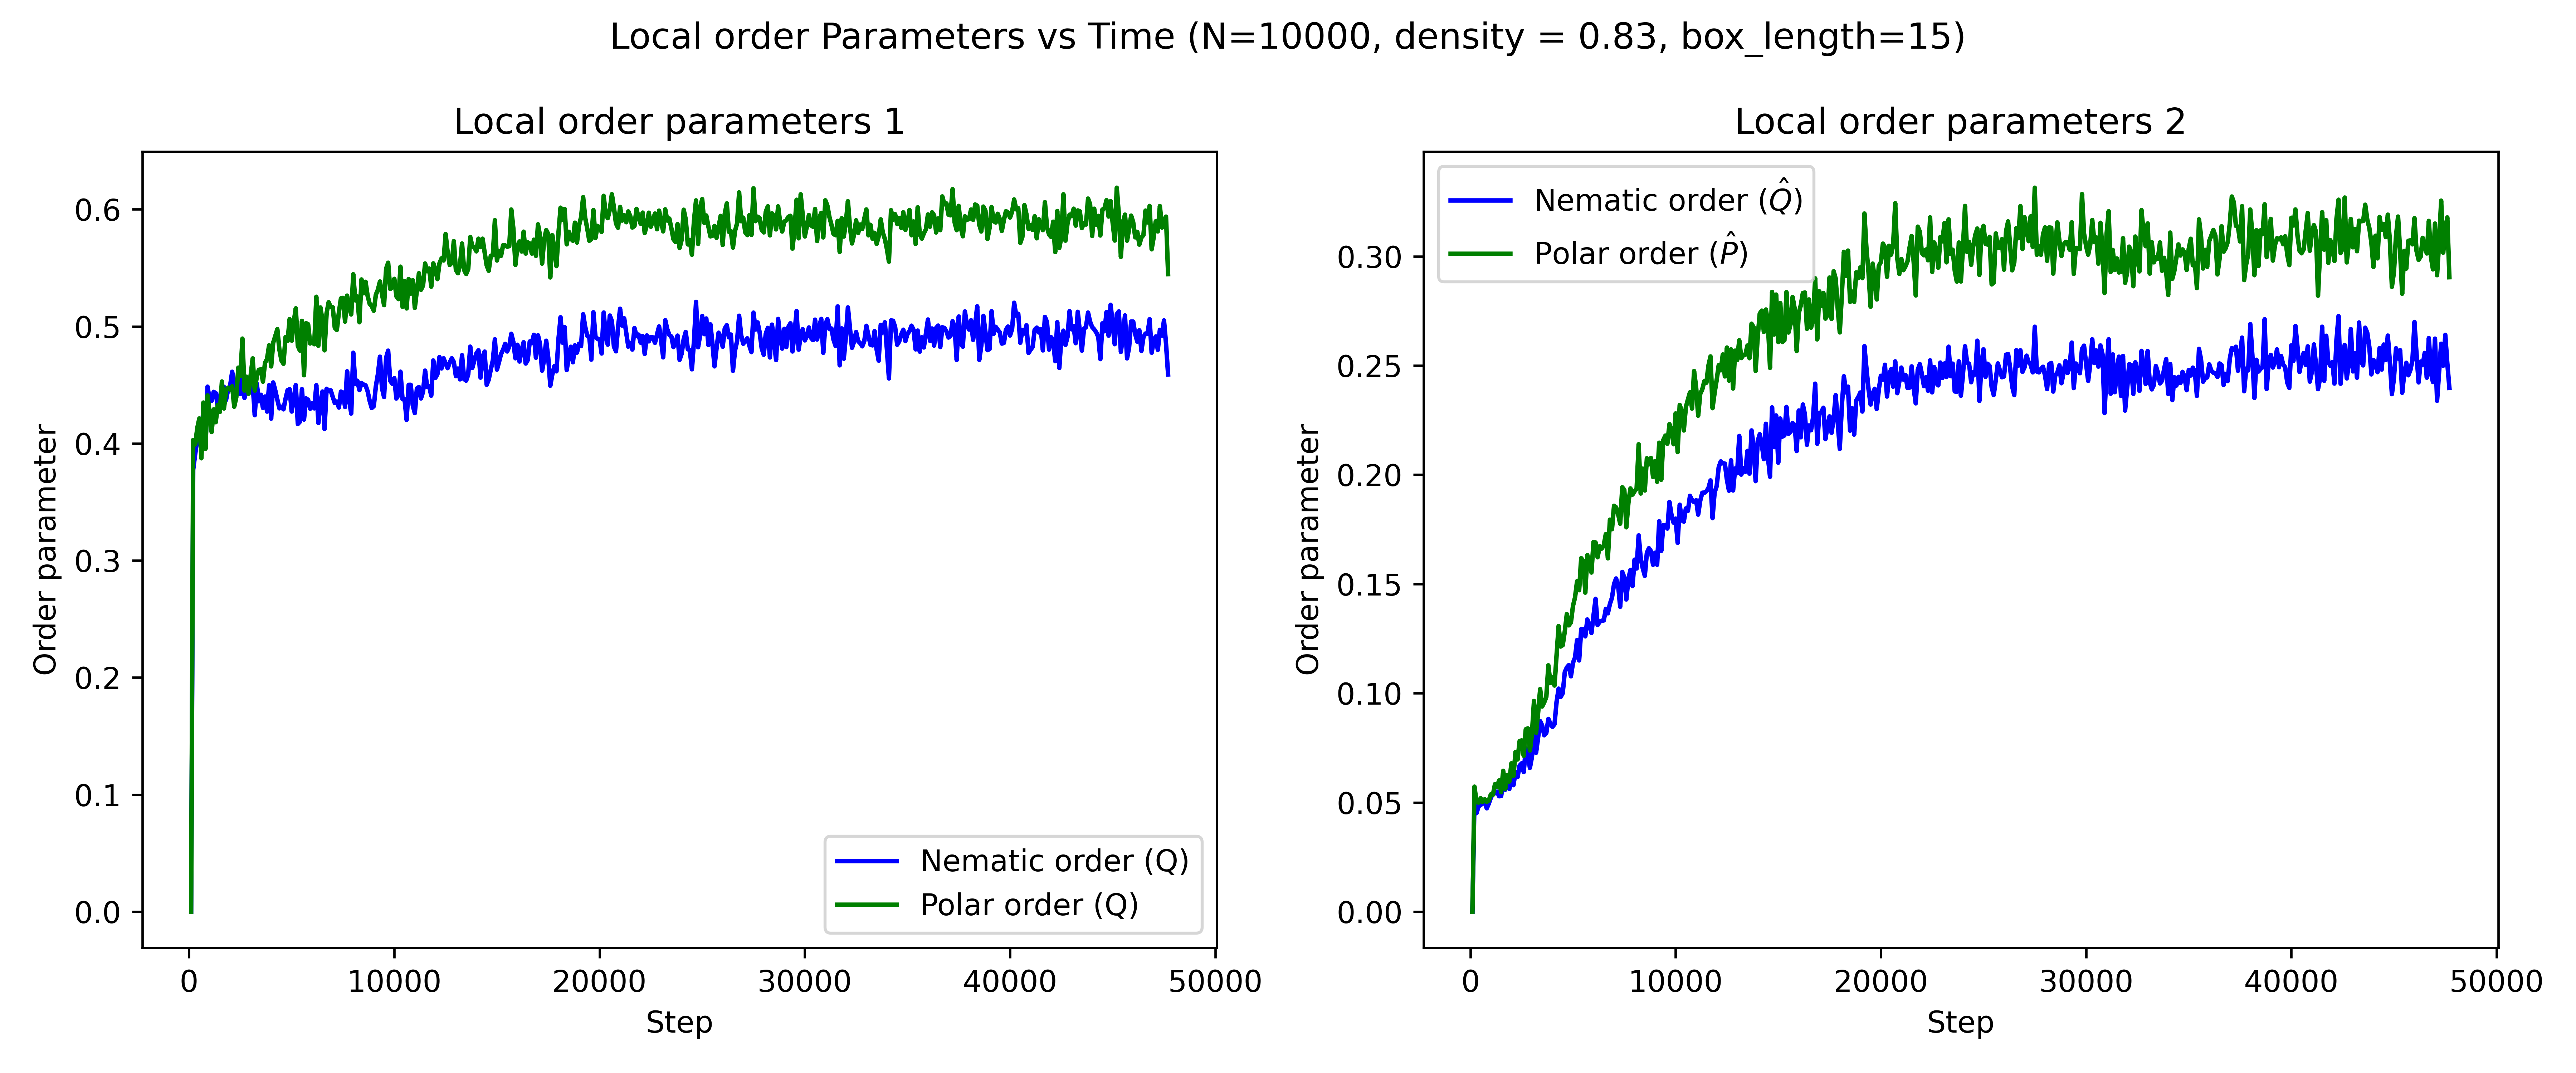 Local order Parameters vs Time (N=10000, density = 0.83, box_length=15)
Local order parameters 1
0.6
0.5
0.4
0.3
0.2
0.1
0.0
Order parameter
Nematic order (Q)
Polar order (Q)
0 10000 20000 30000 40000 50000
Step
Local order parameters 2
Nematic order (Q̂)
Polar order (P̂)
0.30
0.25
0.20
0.15
0.10
0.05
0.00
Order parameter
0 10000 20000 30000 40000 50000
Step